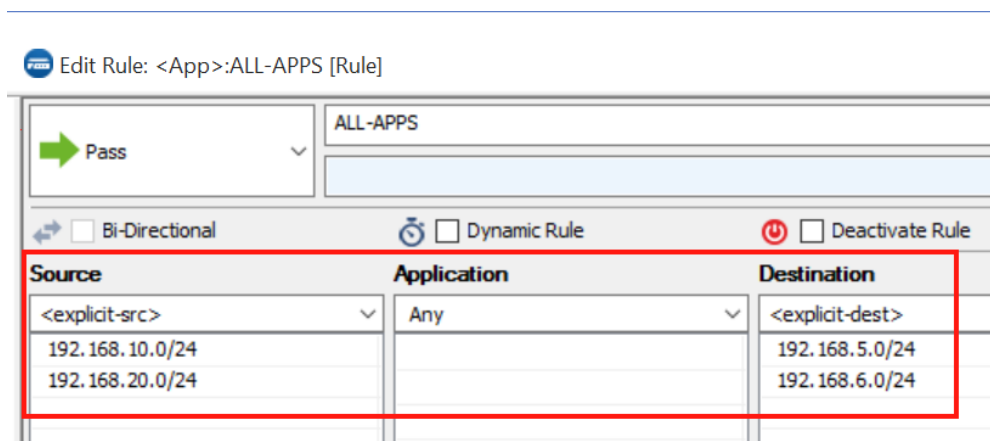 Edit Rule: <App>:ALL-APPS [Rule]
Pass
ALL-APPS
Bi-Directional Dynamic Rule Deactivate Rule
Source Application Destination
<explicit-src> Any <explicit-dest>
192.168.10.0/24 192.168.5.0/24
192.168.20.0/24 192.168.6.0/24